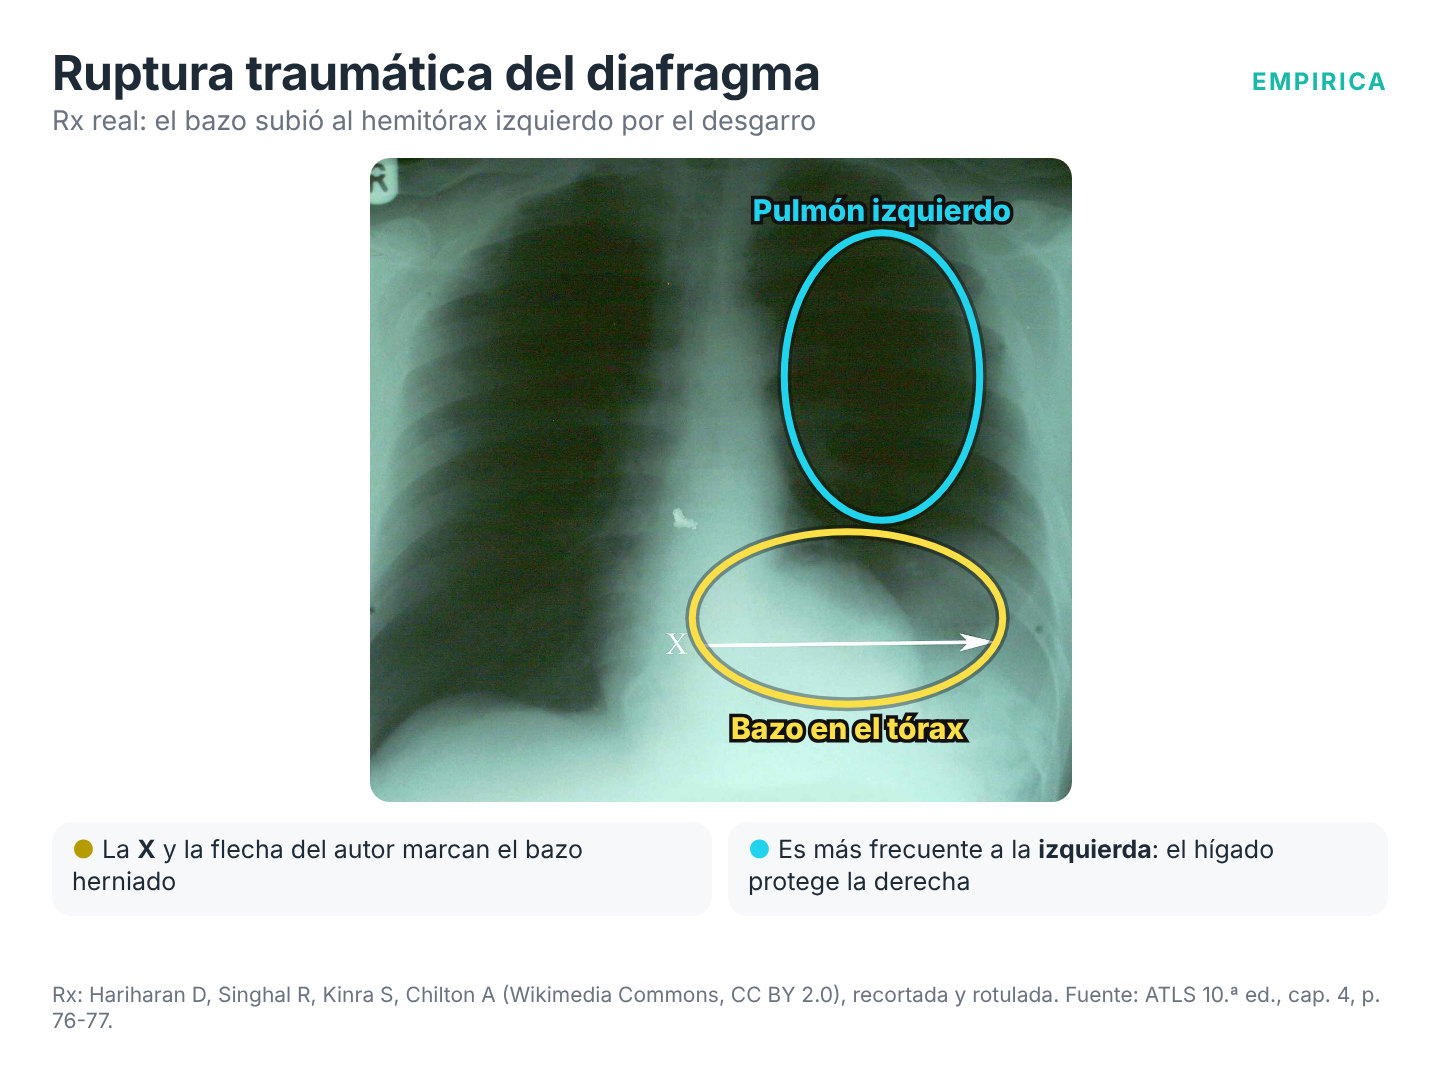 Ruptura traumática del diafragma
EMPIRICA
Rx real: el bazo subió al hemitórax izquierdo por el desgarro
R
Pulmón izquierdo
X
Bazo en el tórax
La X y la flecha del autor marcan el bazo
herniado
Es más frecuente a la izquierda: el hígado
protege la derecha
Rx: Hariharan D, Singhal R, Kinra S, Chilton A (Wikimedia Commons, CC BY 2.0), recortada y rotulada. Fuente: ATLS 10.ª ed., cap. 4, p.
76-77.